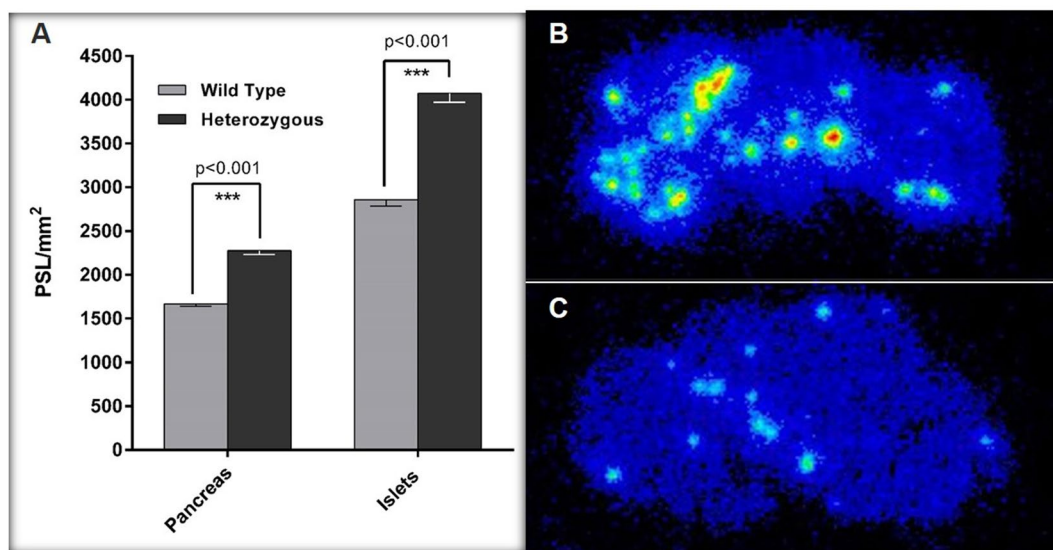 A
p<0.001
***
p<0.001
***
Wild Type
Heterozygous
PSL/mm²
4500
4000
3500
3000
2500
2000
1500
1000
500
0
Pancreas
Islets
B
C